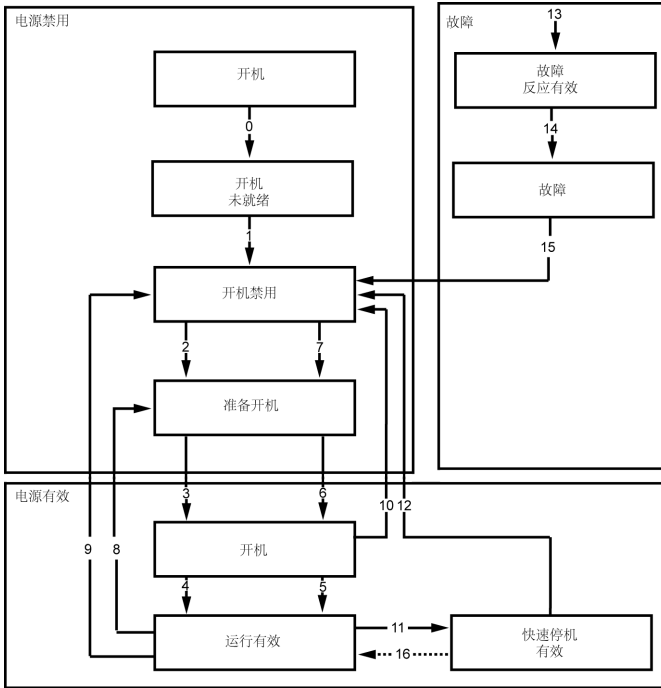 电源禁用
开机
0
开机
未就绪
1
开机禁用
2
7
准备开机
故障
13
故障
反应有效
14
故障
15
电源有效
3
6
10
12
9
8
开机
4
5
运行有效
11
16
快速停机
有效